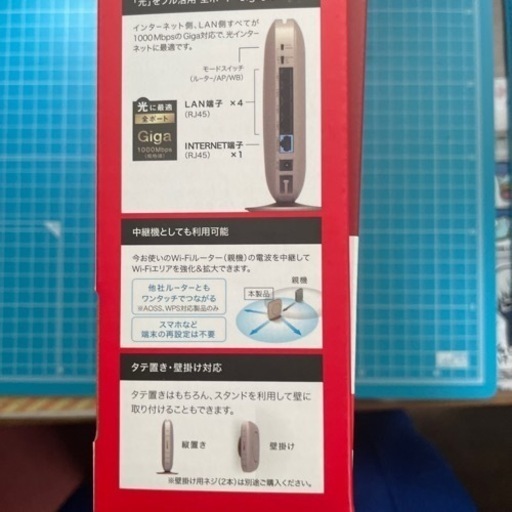 インターネット側、LAN側すべてが
1000MbpsのGiga対応で、光インター
ネットに最適です。
モードスイッチ
(ルーター/AP/WB)
光に最適
全ポート
Giga
1000Mbps
LAN端子 ×4
(RJ45)
INTERNET端子
(RJ45) ×1
中継機としても利用可能
今お使いのWi-Fiルーター(親機)の電波を中継して
Wi-Fiエリアを強化&拡大できます。
他社ルーターとも
ワンタッチでつながる
※AOSS、WPS対応製品のみ
スマホなど
端末の再設定は不要
本製品
親機
タテ置き・壁掛け対応
タテ置きはもちろん、スタンドを利用して壁に
取り付けることもできます。
縦置き
壁掛け
※壁掛け用ネジ(2本)は別途ご購入ください。